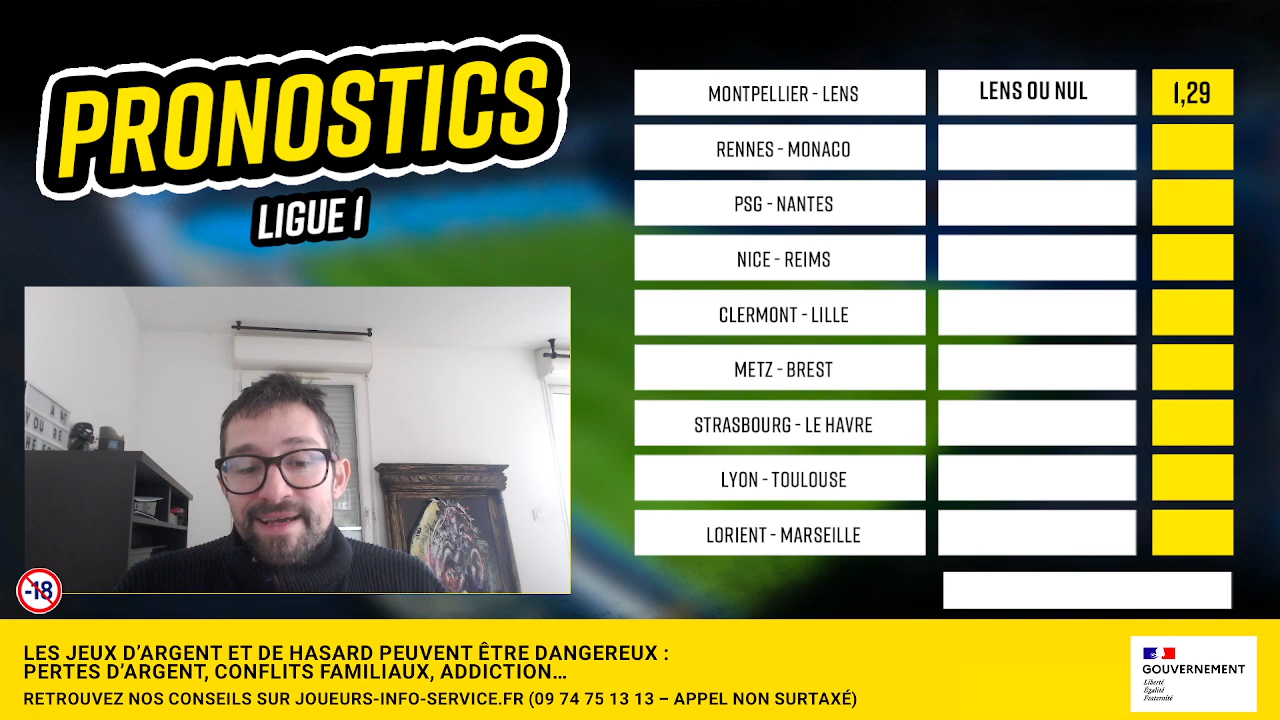 PRONOSTICS
LIGUE 1
MONTPELLIER - LENS
LENS OU NUL
1,29
RENNES - MONACO
PSG - NANTES
NICE - REIMS
CLERMONT - LILLE
METZ - BREST
STRASBOURG - LE HAVRE
LYON - TOULOUSE
LORIENT - MARSEILLE
YOU RE
-18
LES JEUX D'ARGENT ET DE HASARD PEUVENT ÊTRE DANGEREUX :
PERTES D'ARGENT, CONFLITS FAMILIAUX, ADDICTION...
RETROUVEZ NOS CONSEILS SUR JOUEURS-INFO-SERVICE.FR (09 74 75 13 13 – APPEL NON SURTAXÉ)
GOUVERNEMENT
Liberté
Égalité
Fraternité